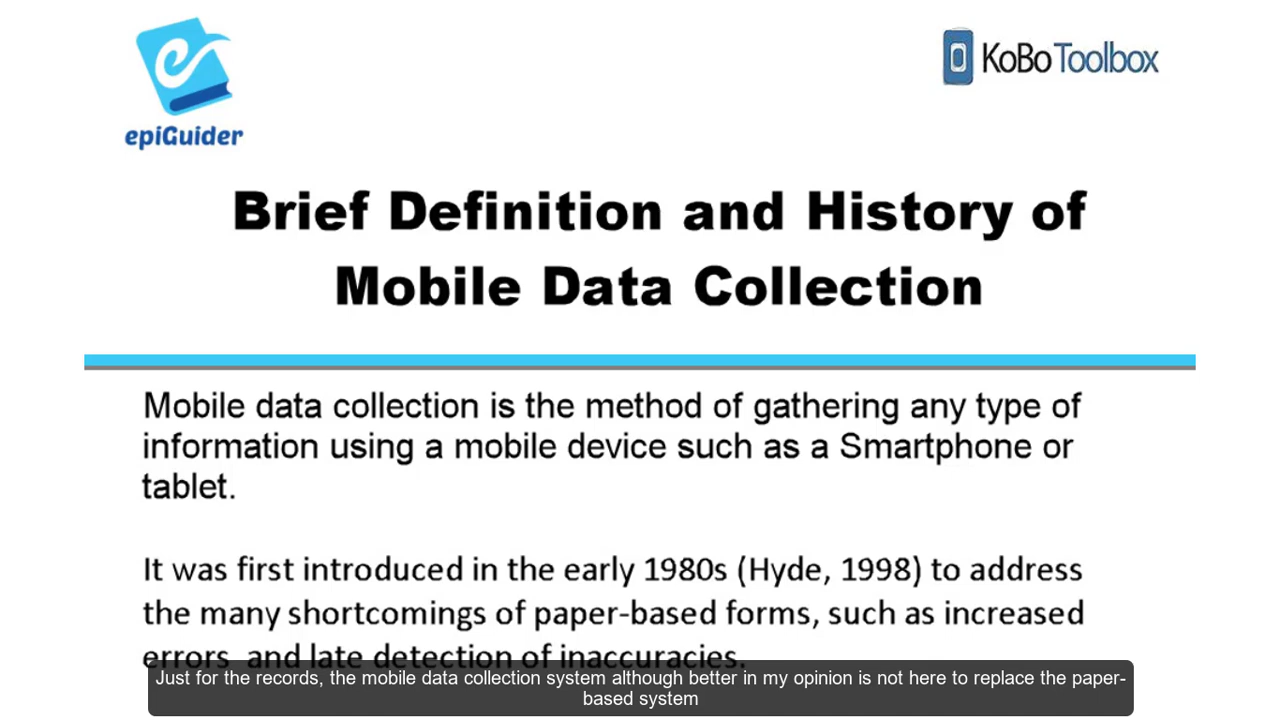 epiGuider
KoBoToolbox
Brief Definition and History of
Mobile Data Collection
Mobile data collection is the method of gathering any type of
information using a mobile device such as a Smartphone or
tablet.
It was first introduced in the early 1980s (Hyde, 1998) to address
the many shortcomings of paper-based forms, such as increased
errors and late detection of inaccuracies.
Just for the records, the mobile data collection system although better in my opinion is not here to replace the paper-
based system